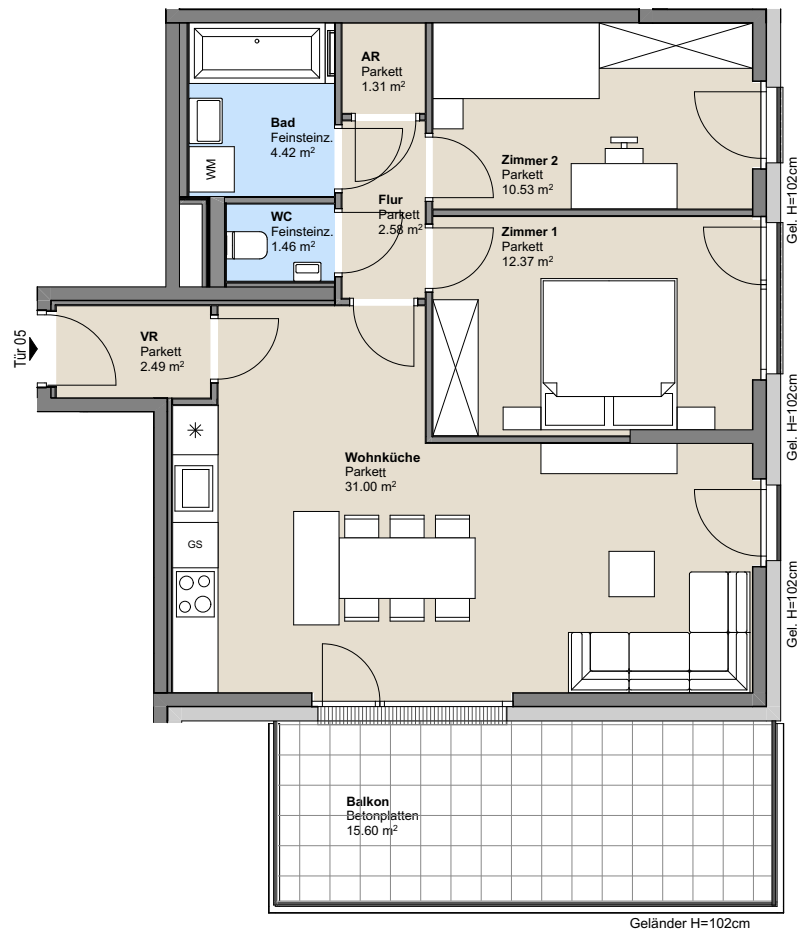 AR
Parkett
1.31 m²
Bad
Feinsteinz.
4.42 m²
WM
Zimmer 2
Parkett
10.53 m²
Gel. H=102cm
Flur
Parkett
2.58 m²
WC
Feinsteinz.
1.46 m²
Zimmer 1
Parkett
12.37 m²
Gel. H=102cm
Tür 05
VR
Parkett
2.49 m²
Wohnküche
Parkett
31.00 m²
GS
Gel. H=102cm
Balkon
Betonplatten
15.60 m²
Geländer H=102cm